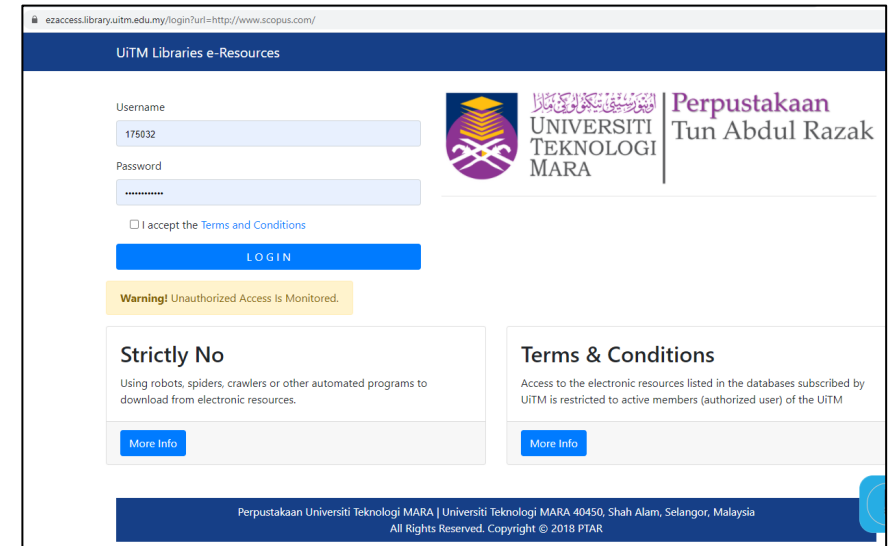 ezaccess.library.uitm.edu.my/login?url=http://www.scopus.com/
UiTM Libraries e-Resources
Username
175032
Password
••••••••••••
I accept the Terms and Conditions
LOGIN
Warning! Unauthorized Access Is Monitored.
UNIVERSITI
TEKNOLOGI
MARA
Perpustakaan
Tun Abdul Razak
Strictly No
Using robots, spiders, crawlers or other automated programs to
download from electronic resources.
More Info
Terms & Conditions
Access to the electronic resources listed in the databases subscribed by
UiTM is restricted to active members (authorized user) of the UiTM
More Info
Perpustakaan Universiti Teknologi MARA | Universiti Teknologi MARA 40450, Shah Alam, Selangor, Malaysia
All Rights Reserved. Copyright © 2018 PTAR